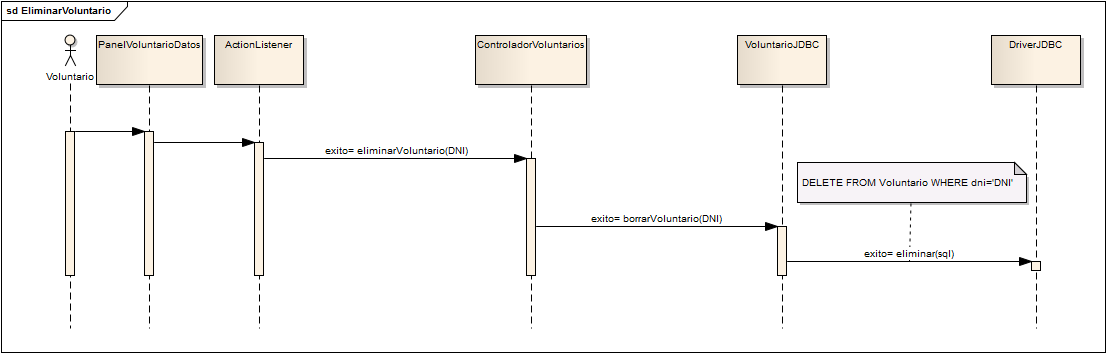 sd EliminarVoluntario
Voluntario
PanelVoluntarioDatos
ActionListener
ControladorVoluntarios
VoluntarioJDBC
DriverJDBC
exito= eliminarVoluntario(DNI)
DELETE FROM Voluntario WHERE dni='DNI'
exito= borrarVoluntario(DNI)
exito= eliminar(sql)